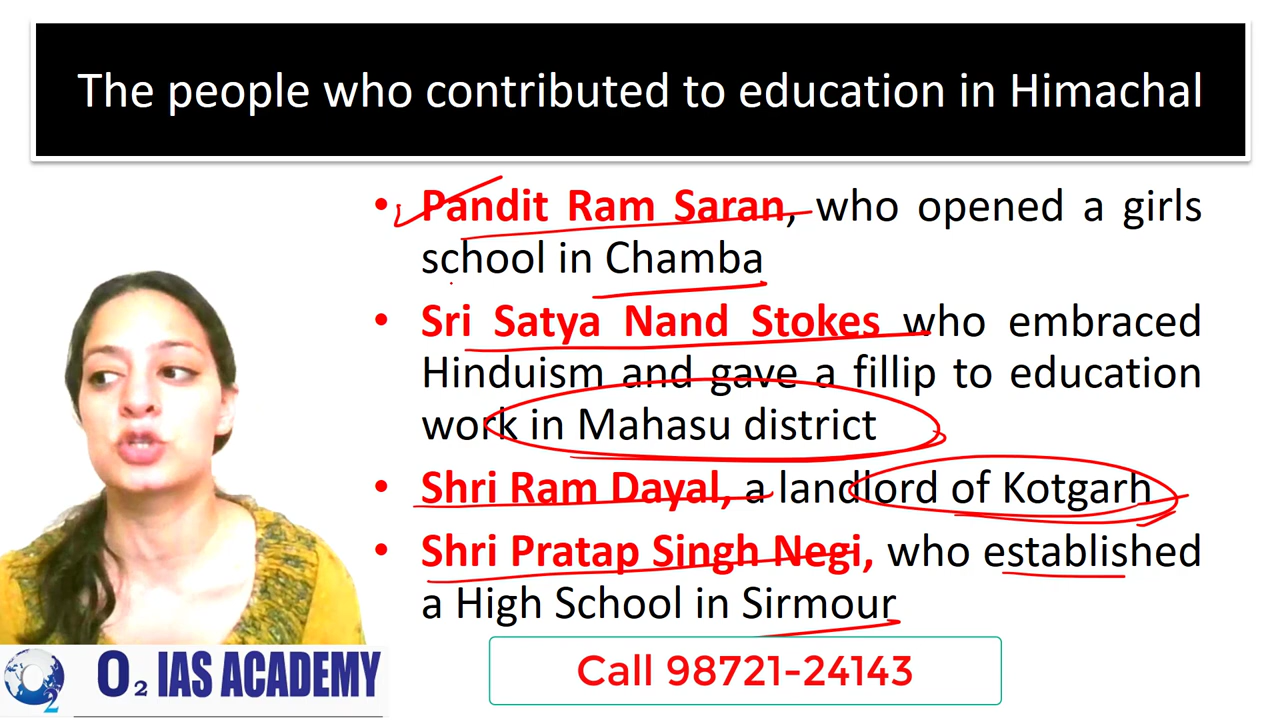 The people who contributed to education in Himachal
• Pandit Ram Saran, who opened a girls
school in Chamba
• Sri Satya Nand Stokes who embraced
Hinduism and gave a fillip to education
work in Mahasu district
• Shri Ram Dayal, a landlord of Kotgarh
• Shri Pratap Singh Negi, who established
a High School in Sirmour
O2 IAS ACADEMY
Call 98721-24143